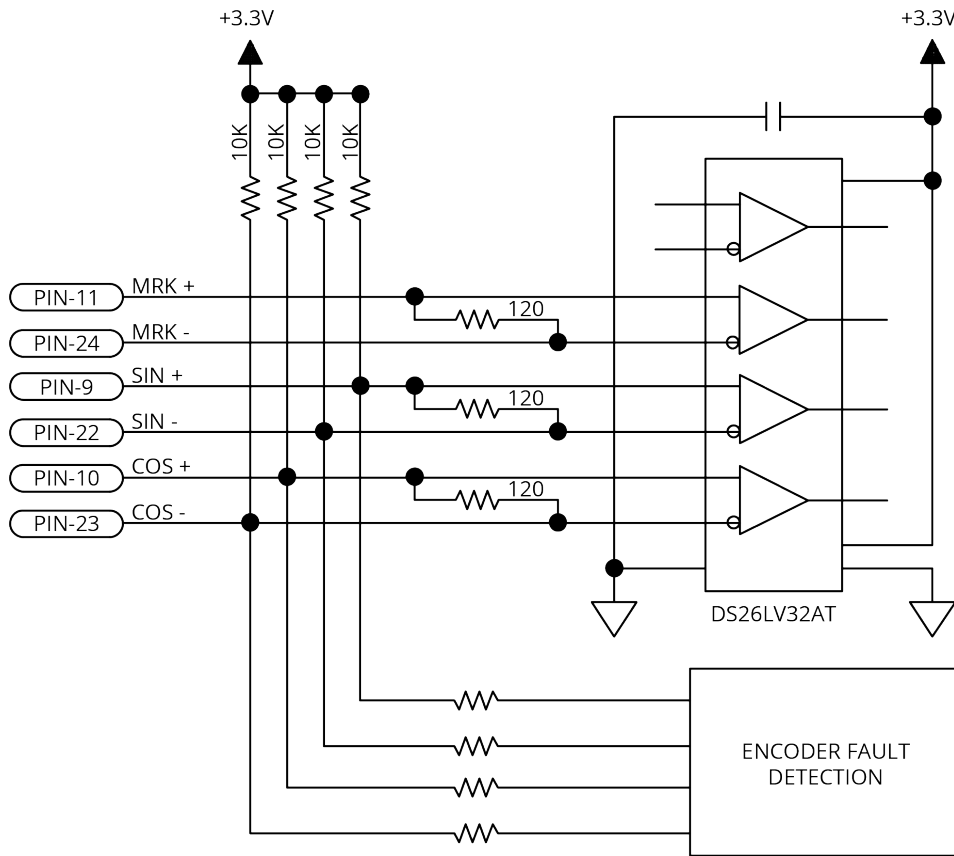 +3.3V
+3.3V
10K
10K
10K
10K
PIN-11
MRK +
120
PIN-24
MRK -
PIN-9
SIN +
120
PIN-22
SIN -
PIN-10
COS +
120
PIN-23
COS -
DS26LV32AT
ENCODER FAULT
DETECTION